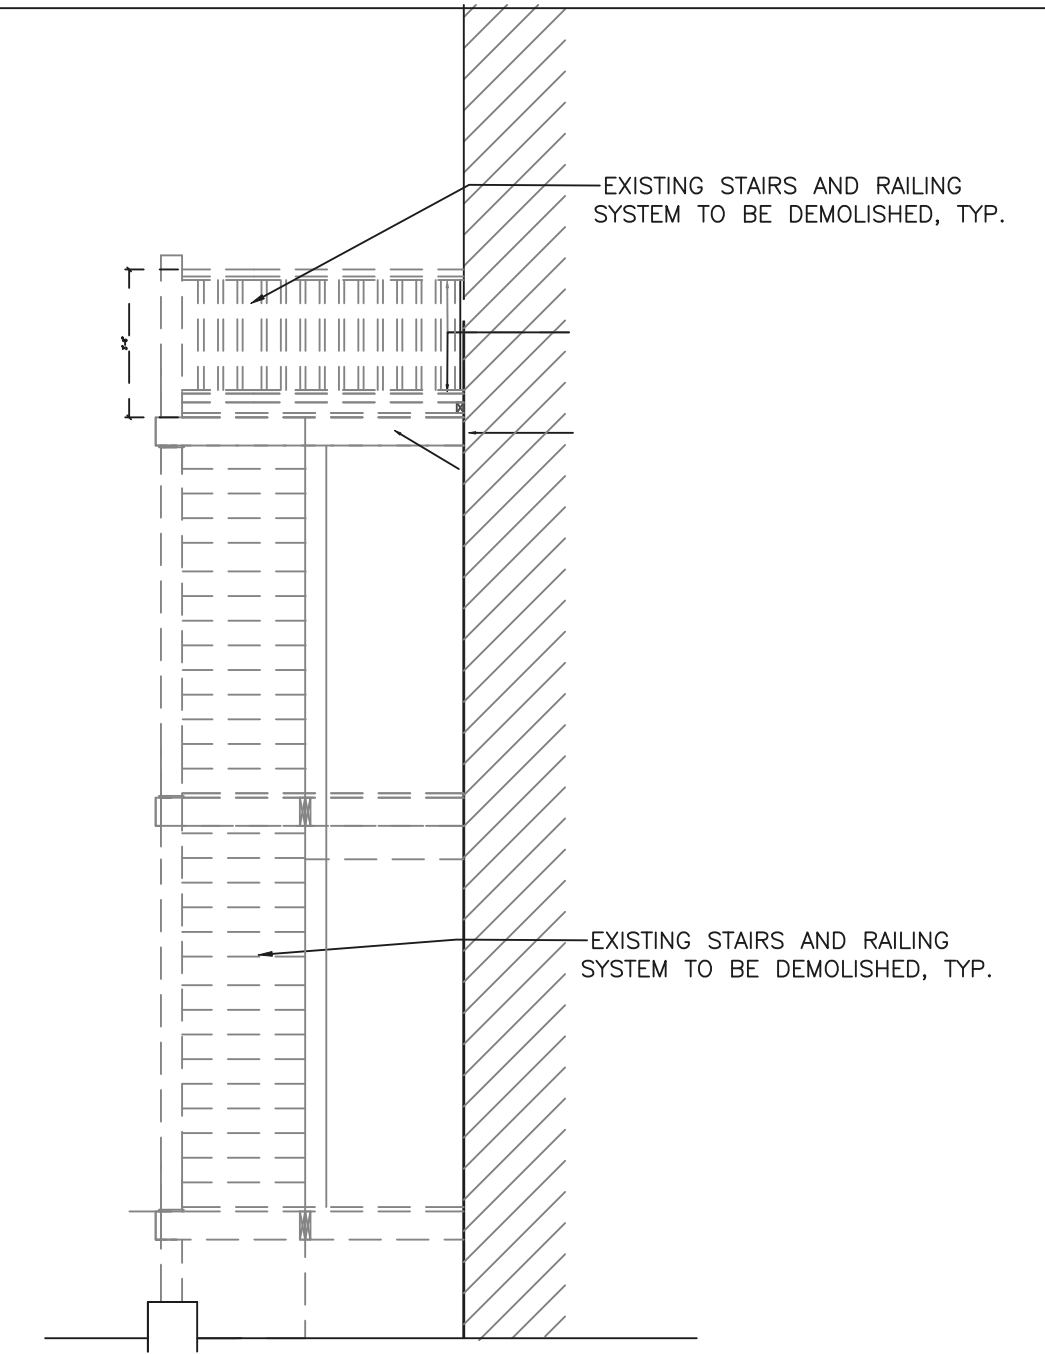 EXISTING STAIRS AND RAILING
SYSTEM TO BE DEMOLISHED, TYP.
EXISTING STAIRS AND RAILING
SYSTEM TO BE DEMOLISHED, TYP.